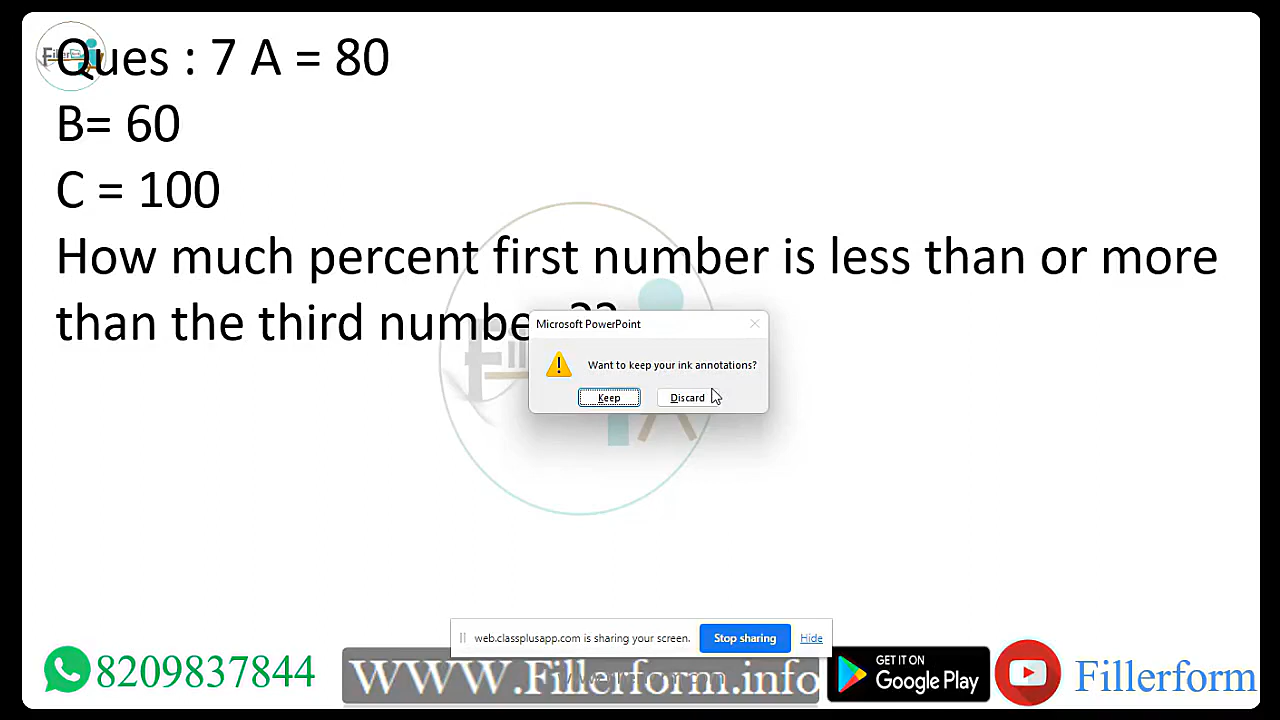 Ques : 7 A = 80
B= 60
C = 100
How much percent first number is less than or more
than the third numbe ??
Microsoft PowerPoint
Want to keep your ink annotations?
Keep Discard
web.classplusapp.com is sharing your screen. Stop sharing Hide
8209837844
WWW.Fillerform.info
GET IT ON
Google Play
Fillerform